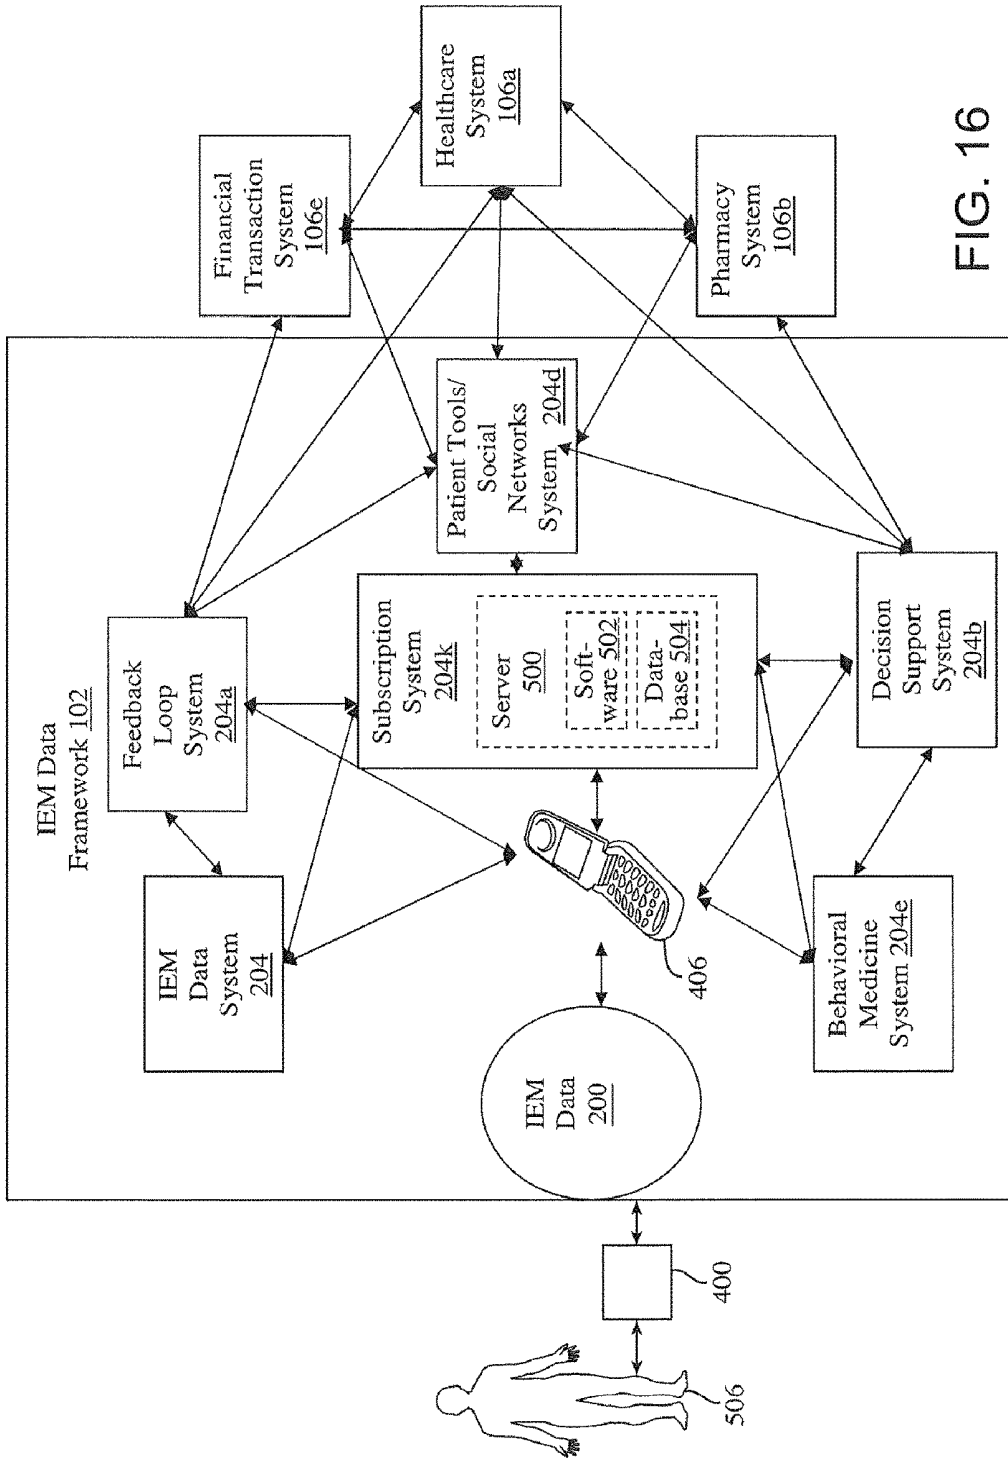 IEM Data
Framework 102
IEM
Data
System 204
Feedback
Loop
System
204a
Financial
Transaction
System
106e
Healthcare
System
106a
Pharmacy
System
106b
Patient Tools/
Social
Networks
System 204d
Subscription
System
204k
Server
500
Soft-
ware 502
Data-
base 504
406
IEM
Data
200
Behavioral
Medicine
System 204e
Decision
Support
System
204b
400
506
FIG. 16